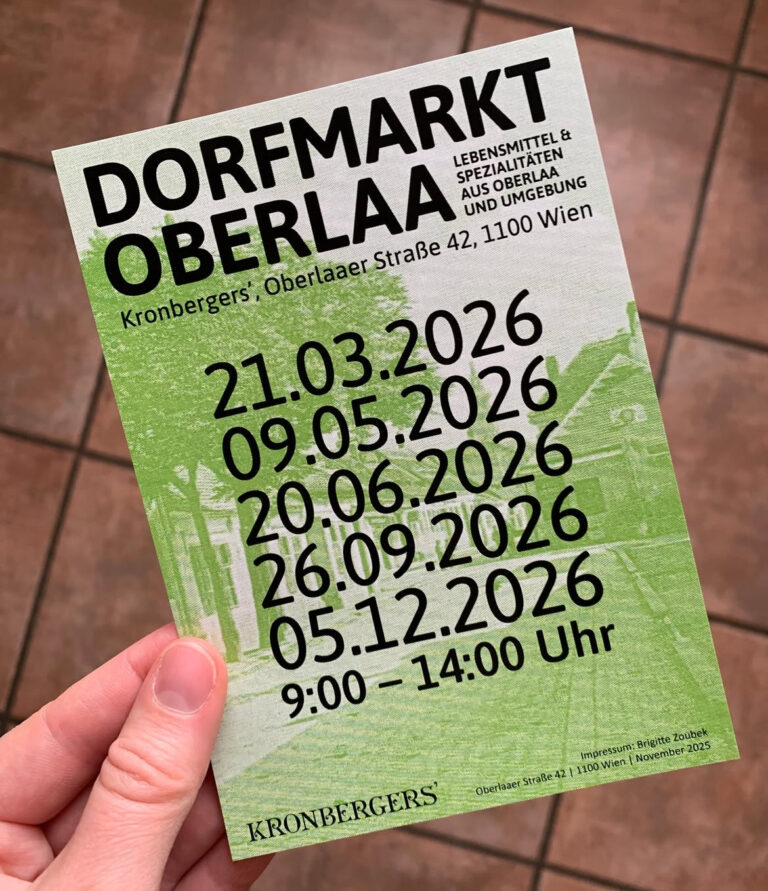 DORFMARKT
OBERLAA
LEBENSMITTEL &
SPEZIALITÄTEN
AUS OBERLAA
UND UMGEBUNG
Kronbergers', Oberlaaer Straße 42, 1100 Wien
21.03.2026
09.05.2026
20.06.2026
26.09.2026
05.12.2026
9:00 – 14:00 Uhr
Impressum: Brigitte Zoubek
Oberlaaer Straße 42 | 1100 Wien | November 2025
KRONBERGERS'